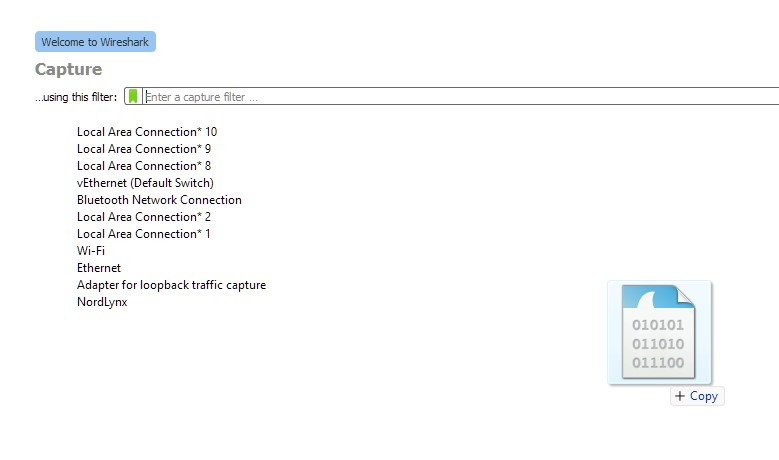 Welcome to Wireshark
Capture
...using this filter: Enter a capture filter ...
Local Area Connection* 10
Local Area Connection* 9
Local Area Connection* 8
vEthernet (Default Switch)
Bluetooth Network Connection
Local Area Connection* 2
Local Area Connection* 1
Wi-Fi
Ethernet
Adapter for loopback traffic capture
NordLynx
010101
011010
011100
+ Copy